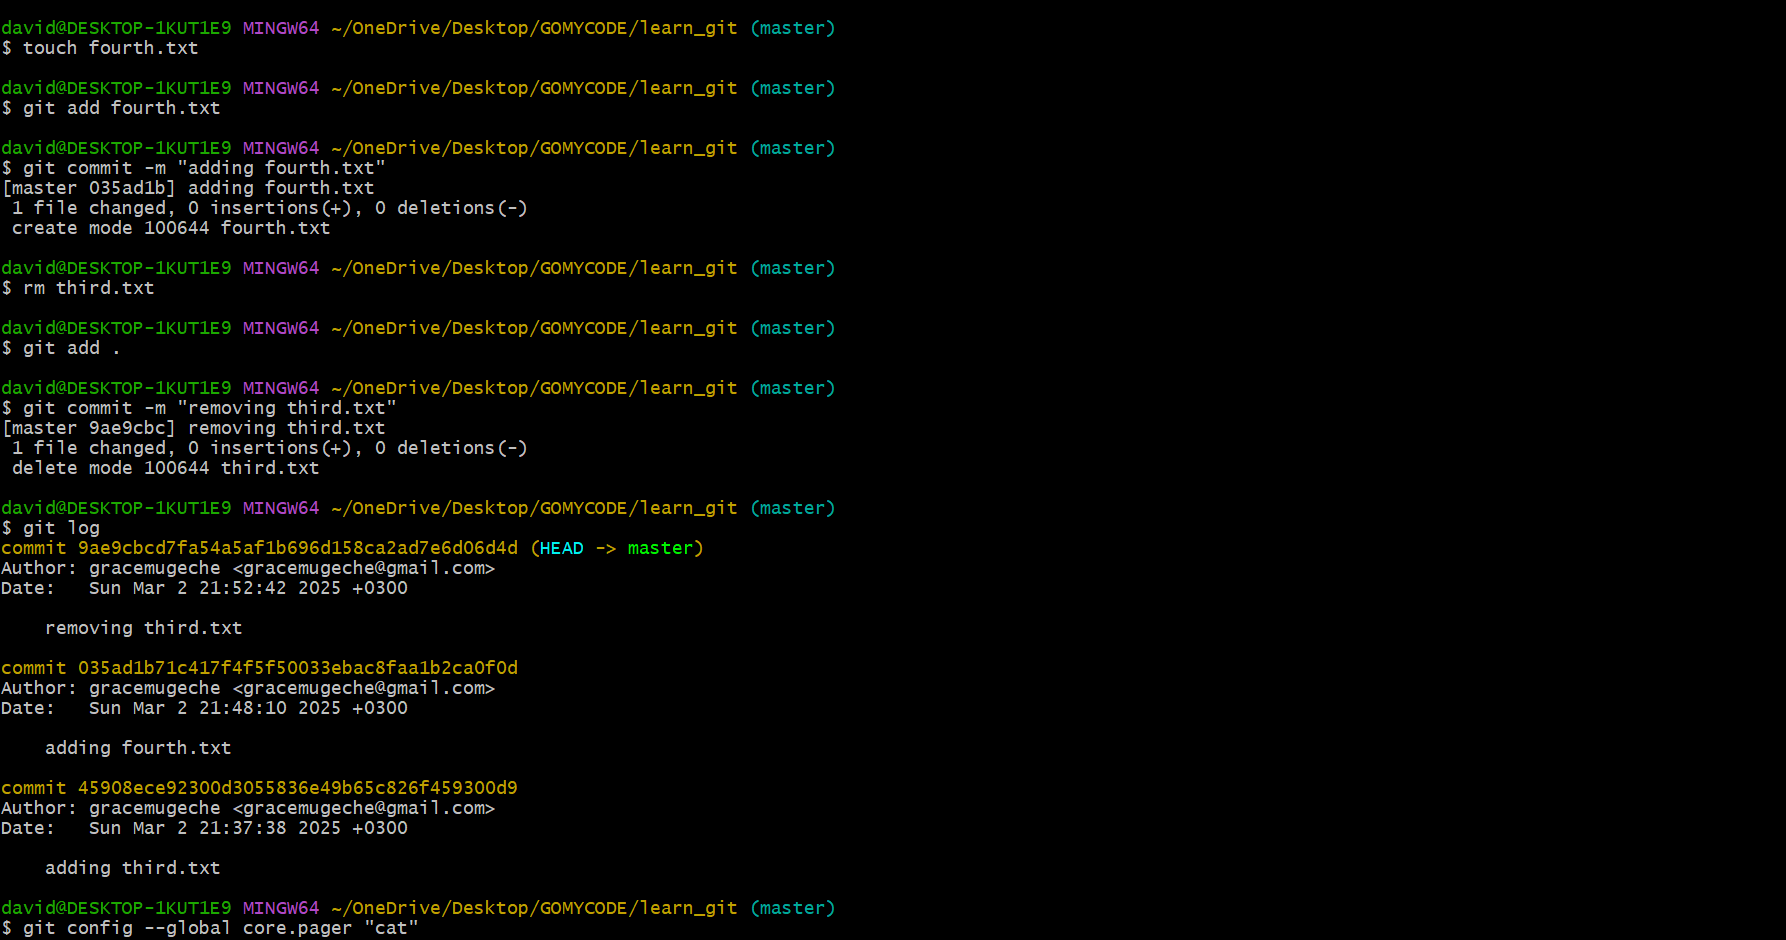 david@DESKTOP-1KUT1E9 MINGW64 ~/OneDrive/Desktop/GOMYCODE/learn_git (master)
$ touch fourth.txt
david@DESKTOP-1KUT1E9 MINGW64 ~/OneDrive/Desktop/GOMYCODE/learn_git (master)
$ git add fourth.txt
david@DESKTOP-1KUT1E9 MINGW64 ~/OneDrive/Desktop/GOMYCODE/learn_git (master)
$ git commit -m "adding fourth.txt"
[master 035ad1b] adding fourth.txt
 1 file changed, 0 insertions(+), 0 deletions(-)
 create mode 100644 fourth.txt
david@DESKTOP-1KUT1E9 MINGW64 ~/OneDrive/Desktop/GOMYCODE/learn_git (master)
$ rm third.txt
david@DESKTOP-1KUT1E9 MINGW64 ~/OneDrive/Desktop/GOMYCODE/learn_git (master)
$ git add .
david@DESKTOP-1KUT1E9 MINGW64 ~/OneDrive/Desktop/GOMYCODE/learn_git (master)
$ git commit -m "removing third.txt"
[master 9ae9cbc] removing third.txt
 1 file changed, 0 insertions(+), 0 deletions(-)
 delete mode 100644 third.txt
david@DESKTOP-1KUT1E9 MINGW64 ~/OneDrive/Desktop/GOMYCODE/learn_git (master)
$ git log
commit 9ae9cbcd7fa54a5af1b696d158ca2ad7e6d06d4d (HEAD -> master)
Author: gracemugeche <gracemugeche@gmail.com>
Date:   Sun Mar 2 21:52:42 2025 +0300
    removing third.txt
commit 035ad1b71c417f4f5f50033ebac8faa1b2ca0f0d
Author: gracemugeche <gracemugeche@gmail.com>
Date:   Sun Mar 2 21:48:10 2025 +0300
    adding fourth.txt
commit 45908ece92300d3055836e49b65c826f459300d9
Author: gracemugeche <gracemugeche@gmail.com>
Date:   Sun Mar 2 21:37:38 2025 +0300
    adding third.txt
david@DESKTOP-1KUT1E9 MINGW64 ~/OneDrive/Desktop/GOMYCODE/learn_git (master)
$ git config --global core.pager "cat"